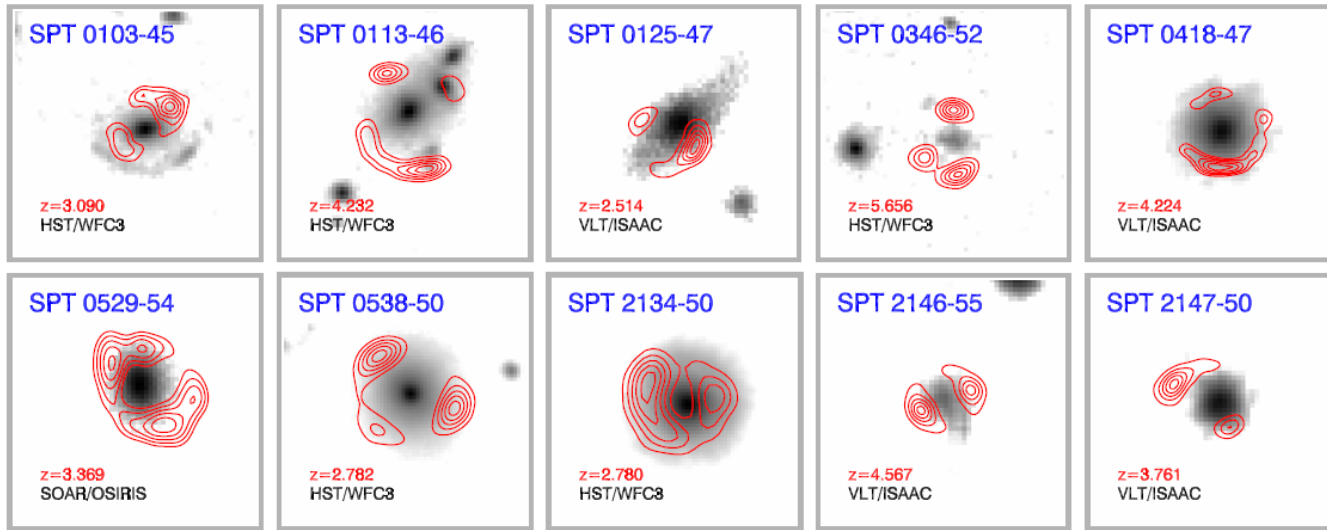 SPT 0103-45
z=3.090
HST/WFC3
SPT 0113-46
z=4.232
HST/WFC3
SPT 0125-47
z=2.514
VLT/ISAAC
SPT 0346-52
z=5.656
HST/WFC3
SPT 0418-47
z=4.224
VLT/ISAAC
SPT 0529-54
z=3.369
SOAR/OSIRIS
SPT 0538-50
z=2.782
HST/WFC3
SPT 2134-50
z=2.780
HST/WFC3
SPT 2146-55
z=4.567
VLT/ISAAC
SPT 2147-50
z=3.761
VLT/ISAAC